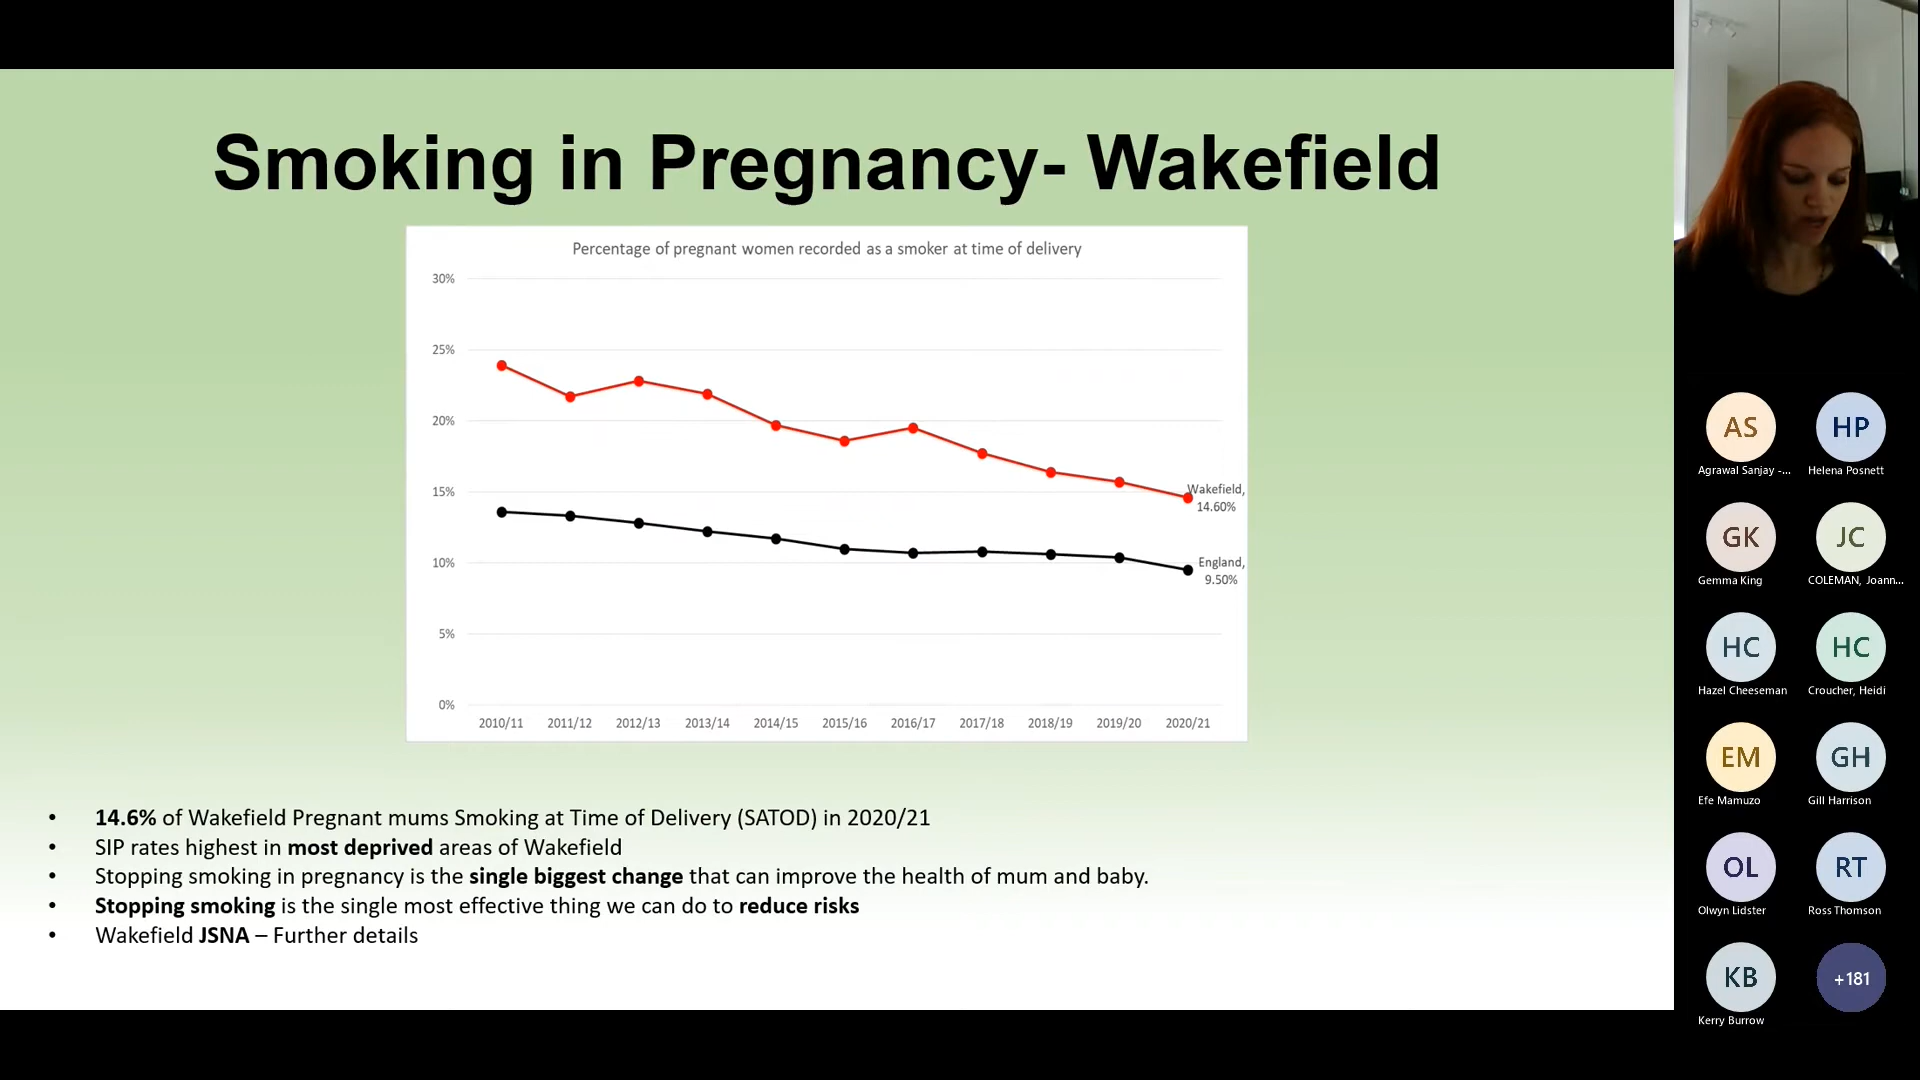 Smoking in Pregnancy- Wakefield
Percentage of pregnant women recorded as a smoker at time of delivery
30%
25%
20%
15%
10%
5%
0%
Wakefield,
14.60%
England,
9.50%
2010/11 2011/12 2012/13 2013/14 2014/15 2015/16 2016/17 2017/18 2018/19 2019/20 2020/21
• 14.6% of Wakefield Pregnant mums Smoking at Time of Delivery (SATOD) in 2020/21
• SIP rates highest in most deprived areas of Wakefield
• Stopping smoking in pregnancy is the single biggest change that can improve the health of mum and baby.
• Stopping smoking is the single most effective thing we can do to reduce risks
• Wakefield JSNA – Further details
AS HP
Agrawal Sanjay -... Helena Posnett
GK JC
Gemma King COLEMAN, Joann...
HC HC
Hazel Cheeseman Croucher, Heidi
EM GH
Efe Mamuzo Gill Harrison
OL RT
Olwyn Lidster Ross Thomson
KB +181
Kerry Burrow